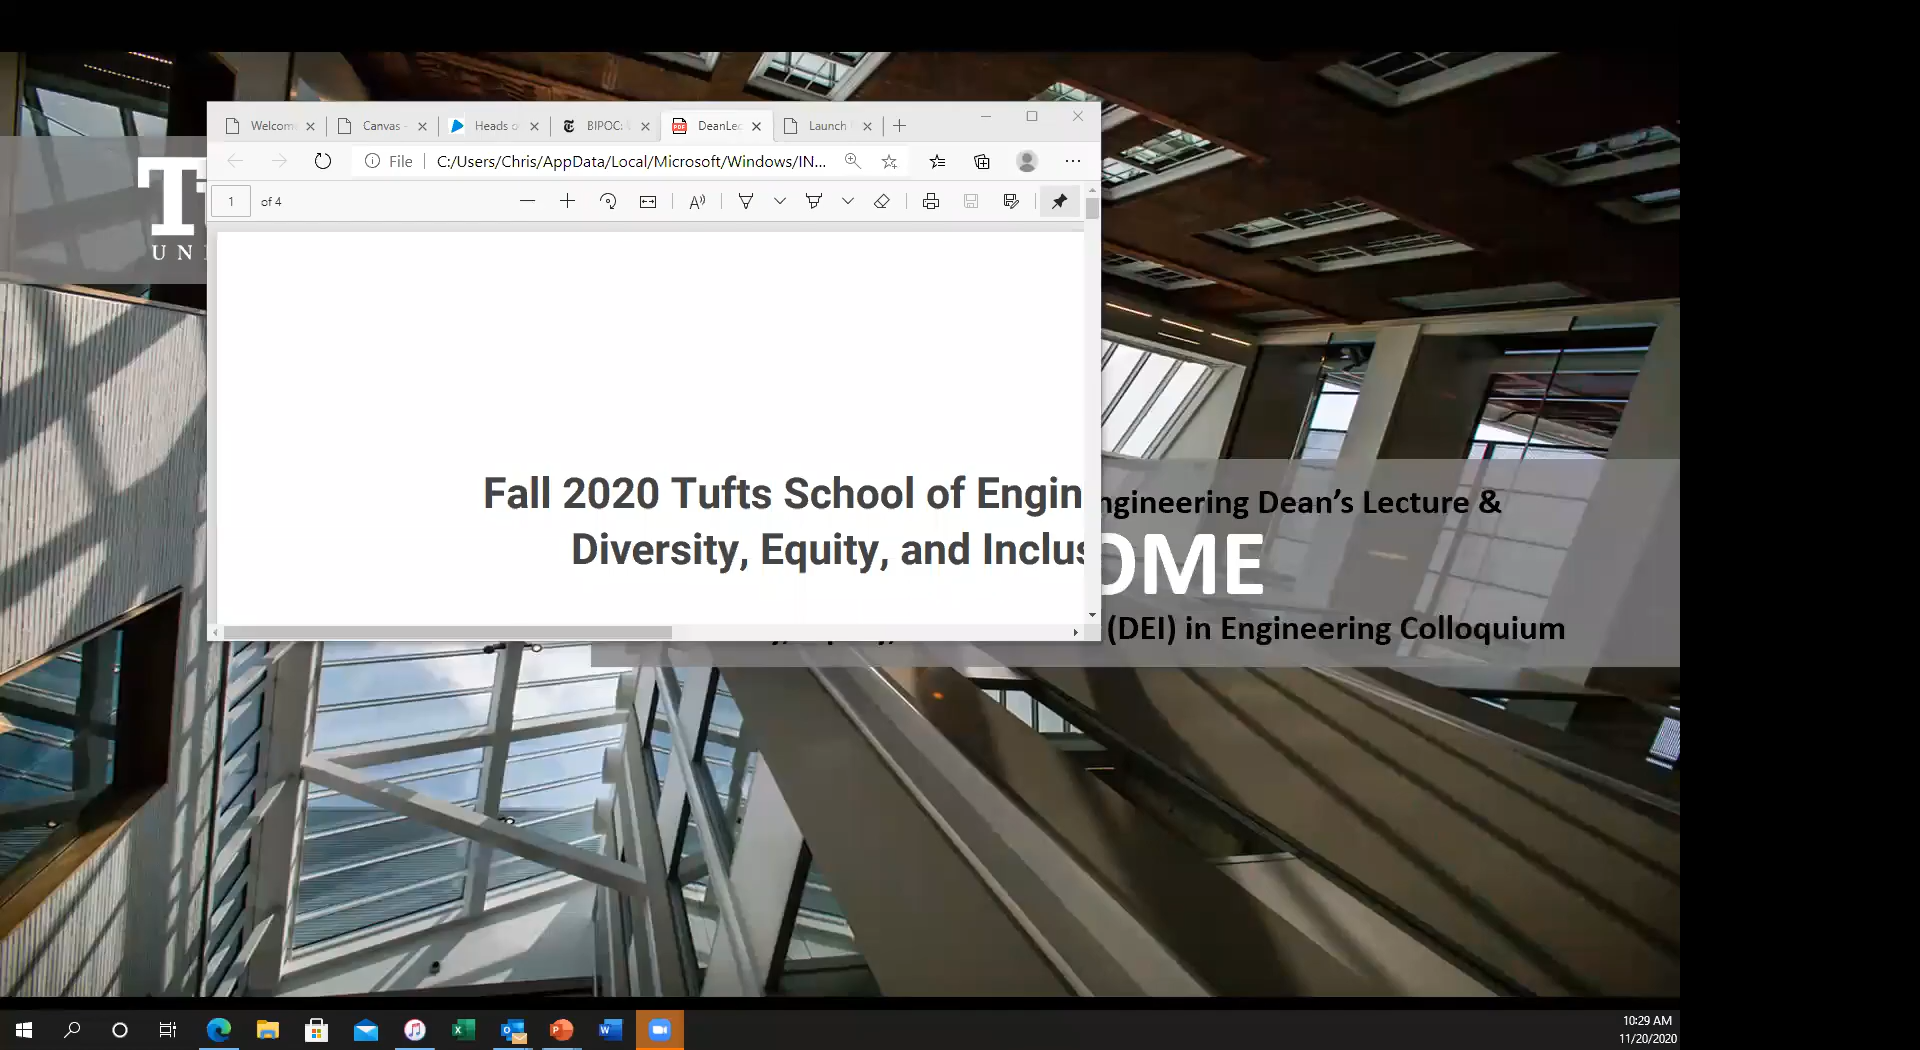 Welcom
Canvas -
Heads o
BIPOC:
DeanLec
Launch
File
C:/Users/Chris/AppData/Local/Microsoft/Windows/IN...
1
of 4
UN
Fall 2020 Tufts School of Engin
Diversity, Equity, and Inclus
ngineering Dean's Lecture &
OME
(DEI) in Engineering Colloquium
10:29 AM
11/20/2020